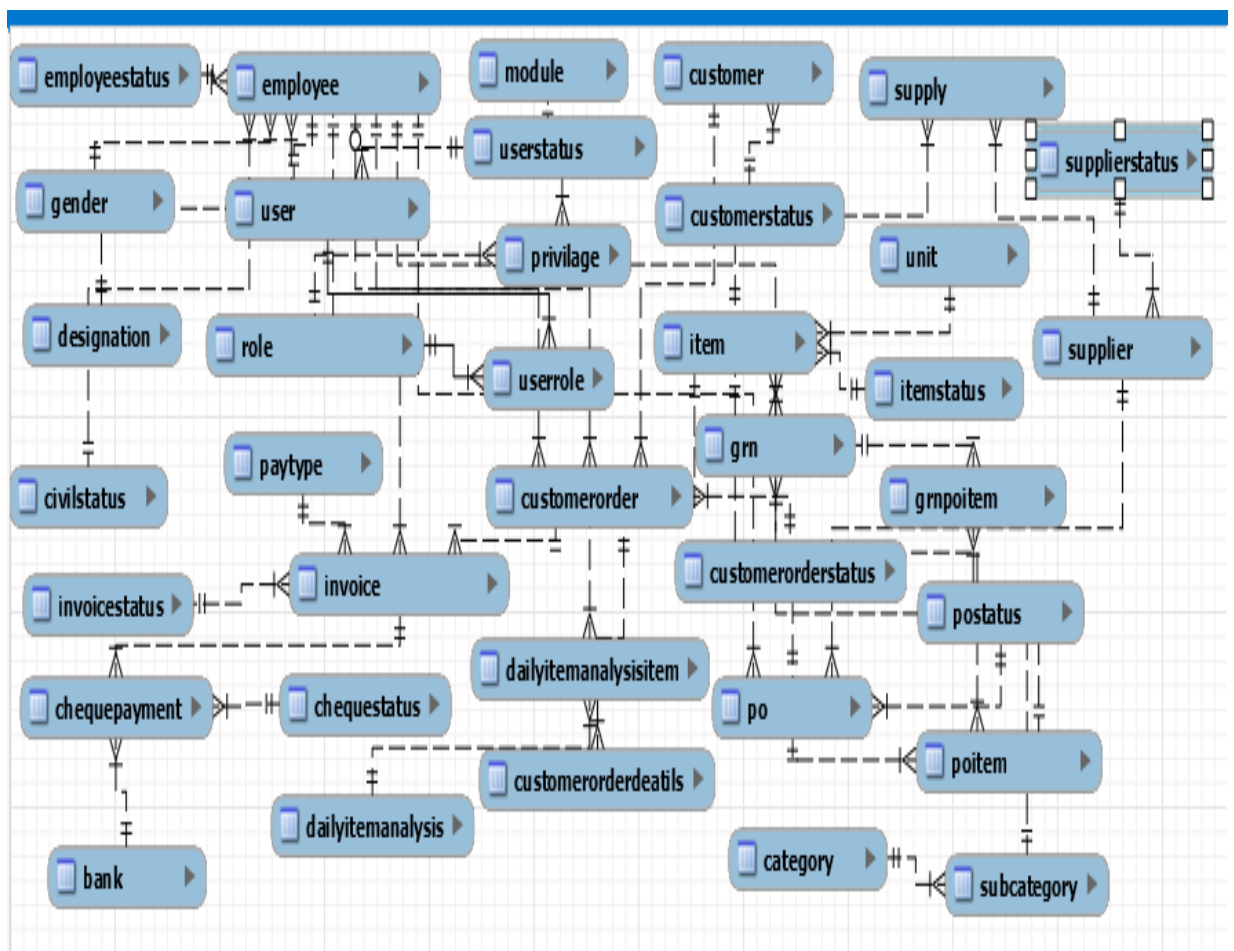 employeestatus
employee
module
customer
supply
userstatus
supplierstatus
gender
user
customerstatus
privilage
unit
designation
role
item
supplier
userrole
itemstatus
grn
paytype
civilstatus
customerorder
grnpoitem
customerorderstatus
invoice
invoicestatus
postatus
dailyitemanalysisitem
chequepayment
chequestatus
po
poitem
customerorderdeatils
dailyitemanalysis
category
bank
subcategory